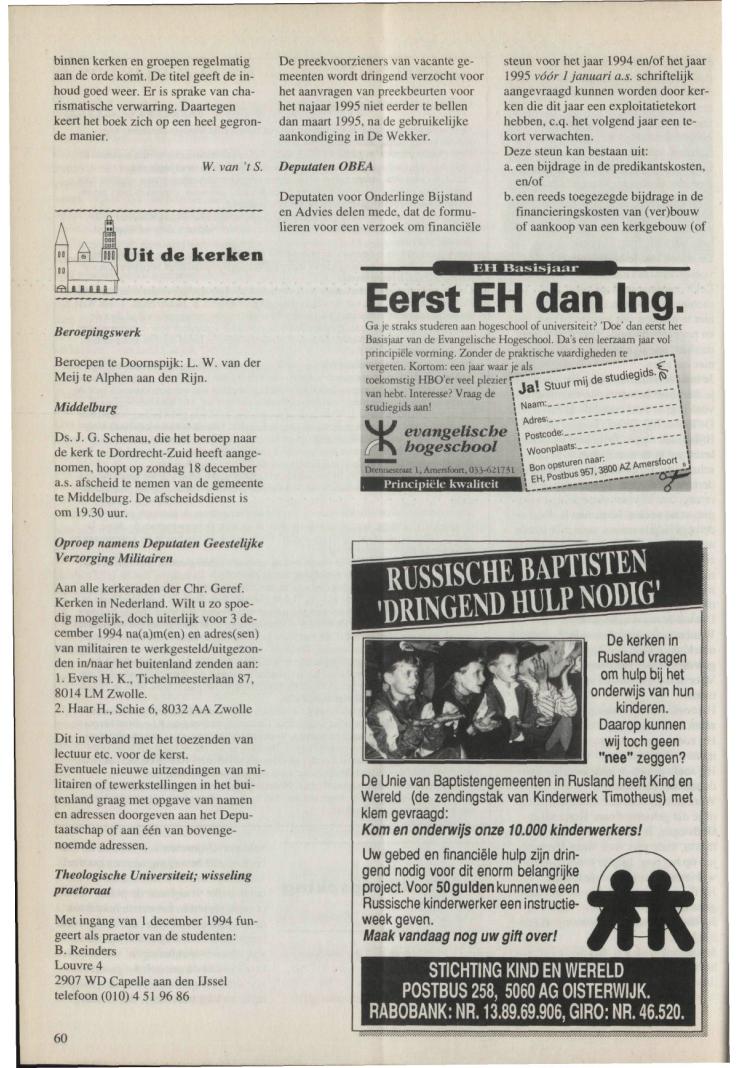 binnen kerken en groepen regelmatig
aan de orde komt. De titel geeft de in-
houd goed weer. Er is sprake van cha-
rismatische verwarring. Daartegen
keert het boek zich op een heel gegron-
de manier.
W. van 't S.
Uit de kerken
Beroepingswerk
Beroepen te Doornspijk: L. W. van der
Meij te Alphen aan den Rijn.
Middelburg
Ds. J. G. Schenau, die het beroep naar
de kerk te Dordrecht-Zuid heeft aange-
nomen, hoopt op zondag 18 december
a.s. afscheid te nemen van de gemeente
te Middelburg. De afscheidsdienst is
om 19.30 uur.
Oproep namens Deputaten Geestelijke
Verzorging Militairen
Aan alle kerkeraden der Chr. Geref.
Kerken in Nederland. Wilt u zo spoe-
dig mogelijk, doch uiterlijk voor 3 de-
cember 1994 na(a)m(en) en adres(sen)
van militairen te werkgesteld/uitgezon-
den in/naar het buitenland zenden aan:
1. Evers H. K., Tichelmeesterlaan 87,
8014 LM Zwolle.
2. Haar H., Schie 6, 8032 AA Zwolle
Dit in verband met het toezenden van
lectuur etc. voor de kerst.
Eventuele nieuwe uitzendingen van mi-
litairen of tewerkstellingen in het bui-
tenland graag met opgave van namen
en adressen doorgeven aan het Depu-
taatschap of aan één van bovenge-
noemde adressen.
Theologische Universiteit; wisseling
praetoraat
Met ingang van 1 december 1994 fun-
geert als praetor van de studenten:
B. Reinders
Louvre 4
2907 WD Capelle aan den IJssel
telefoon (010) 4 51 96 86
De preekvoorzieners van vacante ge-
meenten wordt dringend verzocht voor
het aanvragen van preekbeurten voor
het najaar 1995 niet eerder te bellen
dan maart 1995, na de gebruikelijke
aankondiging in De Wekker.
Deputaten OBEA
Deputaten voor Onderlinge Bijstand
en Advies delen mede, dat de formu-
lieren voor een verzoek om financiële
steun voor het jaar 1994 en/of het jaar
1995 vóór 1 januari a.s. schriftelijk
aangevraagd kunnen worden door ker-
ken die dit jaar een exploitatietekort
hebben, c.q. het volgend jaar een te-
kort verwachten.
Deze steun kan bestaan uit:
a. een bijdrage in de predikantskosten,
en/of
b. een reeds toegezegde bijdrage in de
financieringskosten van (ver)bouw
of aankoop van een kerkgebouw (of
EH Basisjaar
Eerst EH dan Ing.
Ga je straks studeren aan hogeschool of universiteit? 'Doe' dan eerst het
Basisjaar van de Evangelische Hogeschool. Da's een leerzaam jaar vol
principiële vorming. Zonder de praktische vaardigheden te
vergeten. Kortom: een jaar waar je als
toekomstig HBO'er veel plezier
van hebt. Interesse? Vraag de
studiegids aan!
evangelische
hogeschool
Drentsestraat 1, Amersfoort, 033-621731
Principiële kwaliteit
Ja! Stuur mij de studiegids.
Naam:
Adres:
Postcode:
Woonplaats:
Bon opsturen naar:
EH, Postbus 957, 3800 AZ Amersfoort
RUSSISCHE BAPTISTEN
'DRINGEND HULP NODIG'
De kerken in
Rusland vragen
om hulp bij het
onderwijs van hun
kinderen.
Daarop kunnen
wij toch geen
"nee" zeggen?
De Unie van Baptistengemeenten in Rusland heeft Kind en
Wereld (de zendingstak van Kinderwerk Timotheus) met
klem gevraagd:
Kom en onderwijs onze 10.000 kinderwerkers!
Uw gebed en financiële hulp zijn drin-
gend nodig voor dit enorm belangrijke
project. Voor 50 gulden kunnen we een
Russische kinderwerker een instructie-
week geven.
Maak vandaag nog uw gift over!
STICHTING KIND EN WERELD
POSTBUS 258, 5060 AG OISTERWIJK.
RABOBANK: NR. 13.89.69.906, GIRO: NR. 46.520.
60